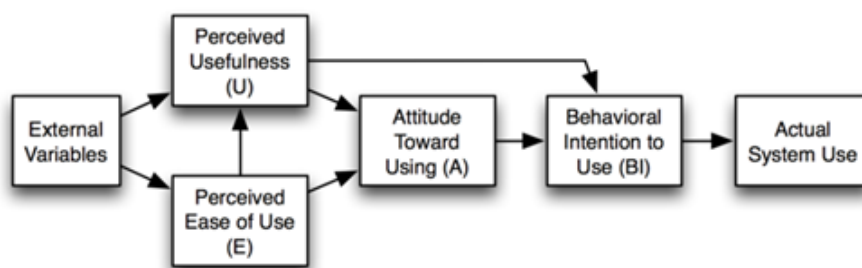 External
Variables
Perceived
Usefulness
(U)
Perceived
Ease of Use
(E)
Attitude
Toward
Using (A)
Behavioral
Intention to
Use (BI)
Actual
System Use